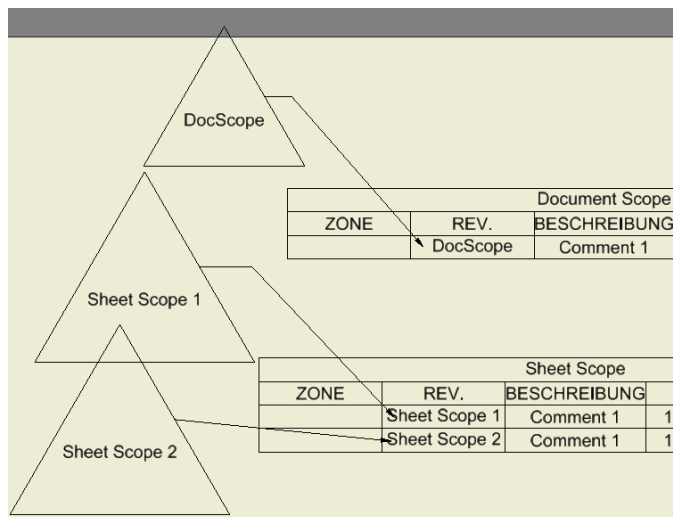 DocScope
Document Scope
ZONE REV. BESCHREIBUNG
DocScope Comment 1
Sheet Scope 1
Sheet Scope
ZONE REV. BESCHREIBUNG
Sheet Scope 1 Comment 1 1
Sheet Scope 2 Comment 1 1
Sheet Scope 2